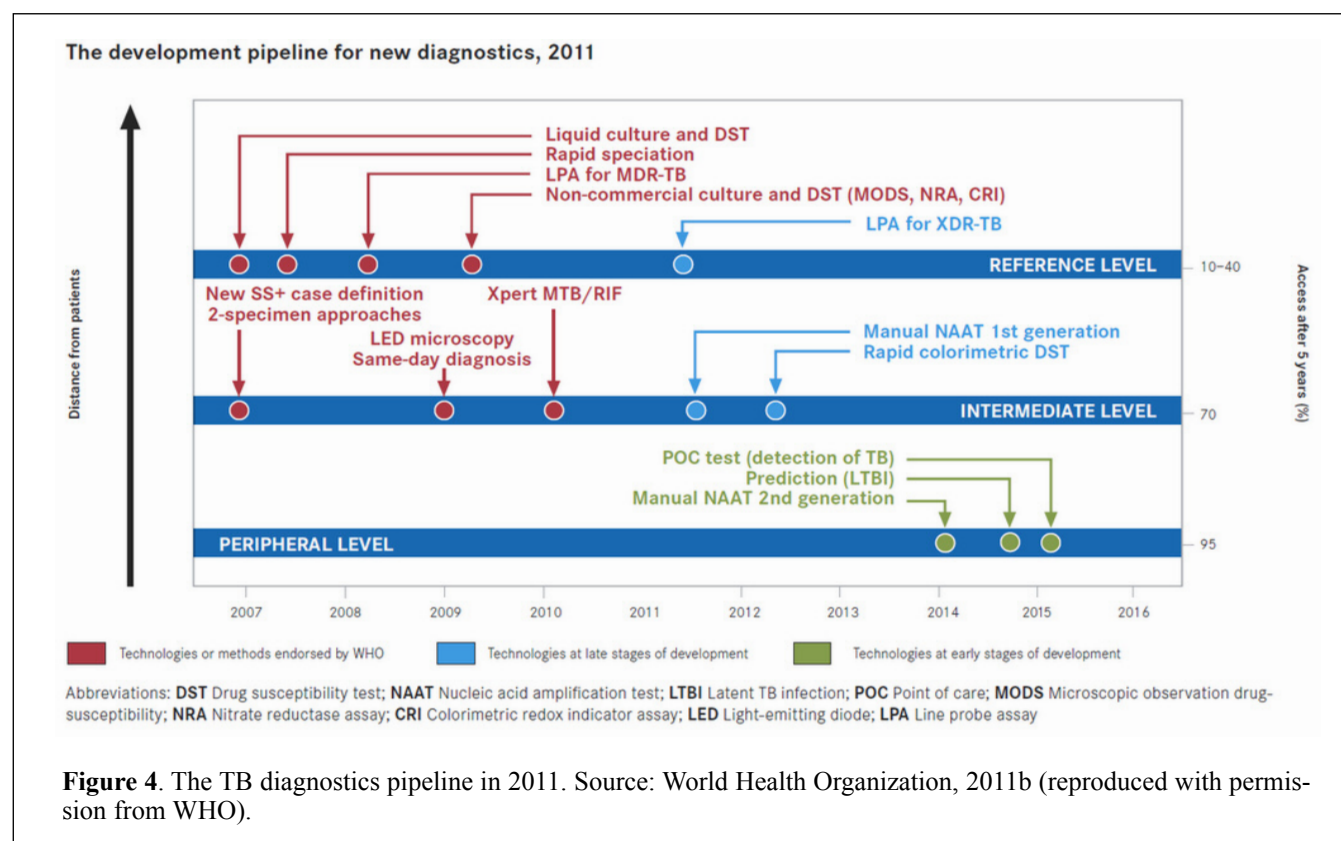 The development pipeline for new diagnostics, 2011
Liquid culture and DST
Rapid speciation
LPA for MDR-TB
Non-commercial culture and DST (MODS, NRA, CRI)
LPA for XDR-TB
REFERENCE LEVEL
10–40
New SS+ case definition
2-specimen approaches
Xpert MTB/RIF
LED microscopy
Same-day diagnosis
Manual NAAT 1st generation
Rapid colorimetric DST
Distance from patients
Access after 5 years (%)
INTERMEDIATE LEVEL
70
POC test (detection of TB)
Prediction (LTBI)
Manual NAAT 2nd generation
PERIPHERAL LEVEL
95
2007 2008 2009 2010 2011 2012 2013 2014 2015 2016
Technologies or methods endorsed by WHO
Technologies at late stages of development
Technologies at early stages of development
Abbreviations: DST Drug susceptibility test; NAAT Nucleic acid amplification test; LTBI Latent TB infection; POC Point of care; MODS Microscopic observation drug-
susceptibility; NRA Nitrate reductase assay; CRI Colorimetric redox indicator assay; LED Light-emitting diode; LPA Line probe assay
Figure 4. The TB diagnostics pipeline in 2011. Source: World Health Organization, 2011b (reproduced with permis-
sion from WHO).